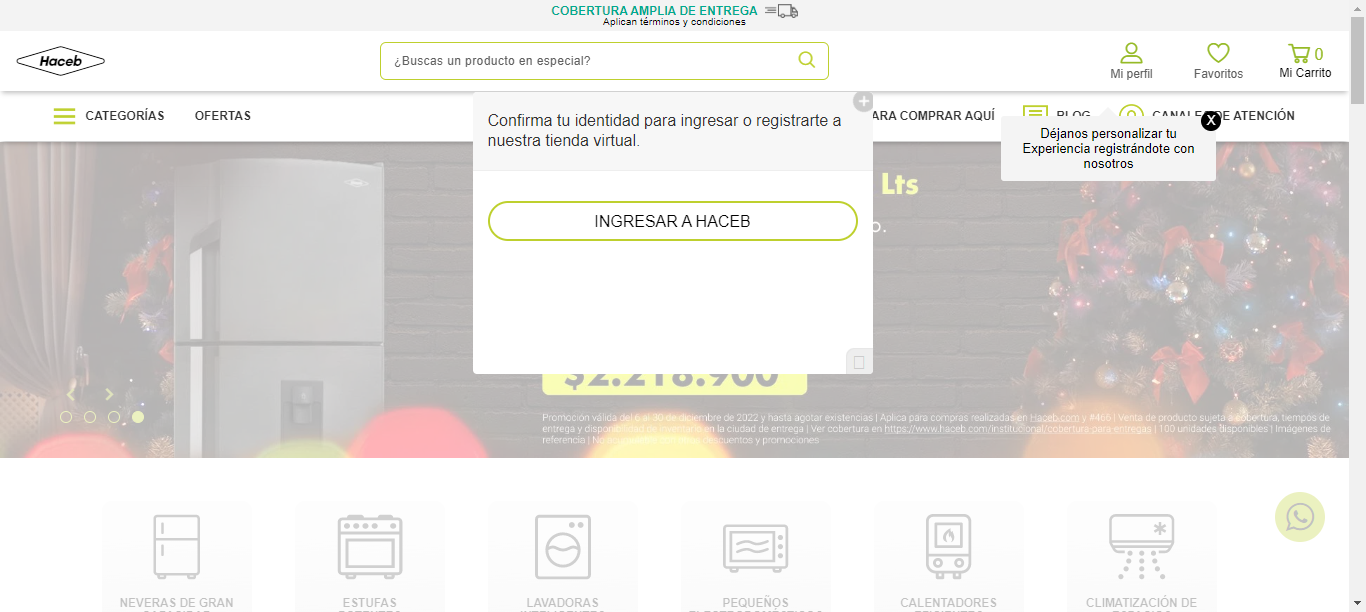 COBERTURA AMPLIA DE ENTREGA
Aplican términos y condiciones
Haceb
¿Buscas un producto en especial?
Mi perfil
Favoritos
0
Mi Carrito
CATEGORÍAS
OFERTAS
ARA COMPRAR AQUÍ
BLOG
CANALES DE ATENCIÓN
Confirma tu identidad para ingresar o registrarte a
nuestra tienda virtual.
INGRESAR A HACEB
X
Déjanos personalizar tu
Experiencia registrándote con
nosotros
Lts
o.
$2.218.900
Promoción válida del 6 al 30 de diciembre de 2022 y hasta agotar existencias | Aplica para compras realizadas en Haceb.com y #466 | Venta de producto sujeta a cobertura, tiempos de
entrega y disponibilidad de inventario en la ciudad de entrega | Ver cobertura en https://www.haceb.com/institucional/cobertura-para-entregas | 100 unidades disponibles | Imágenes de
referencia | No acumulable con otros descuentos y promociones
NEVERAS DE GRAN
ESTUFAS
LAVADORAS
PEQUEÑOS
CALENTADORES
CLIMATIZACIÓN DE